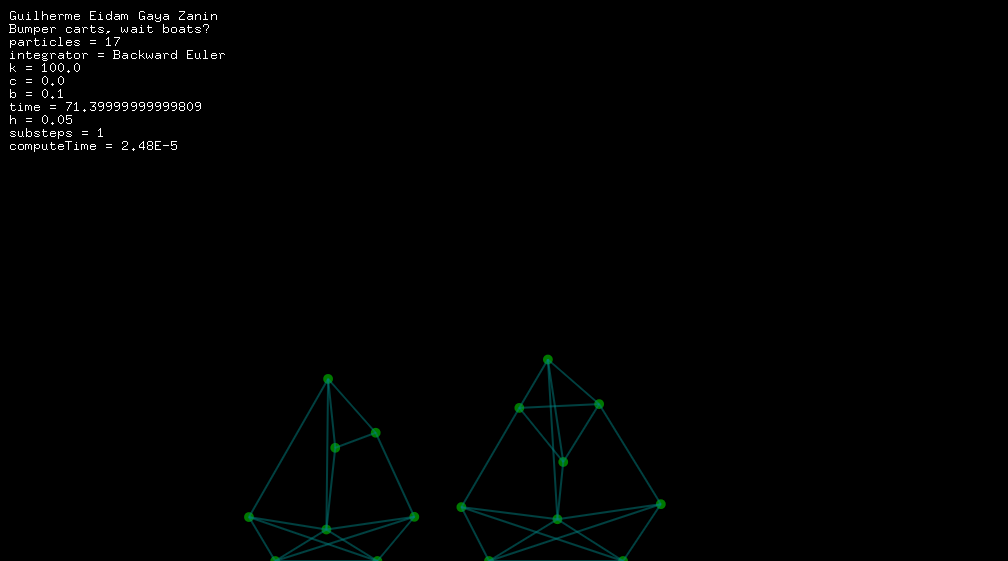 Guilherme Eidam Gaya Zanin
Bumper carts, wait boats?
particles = 17
integrator = Backward Euler
k = 100.0
c = 0.0
b = 0.1
time = 71.39999999999809
h = 0.05
substeps = 1
computeTime = 2.48E-5